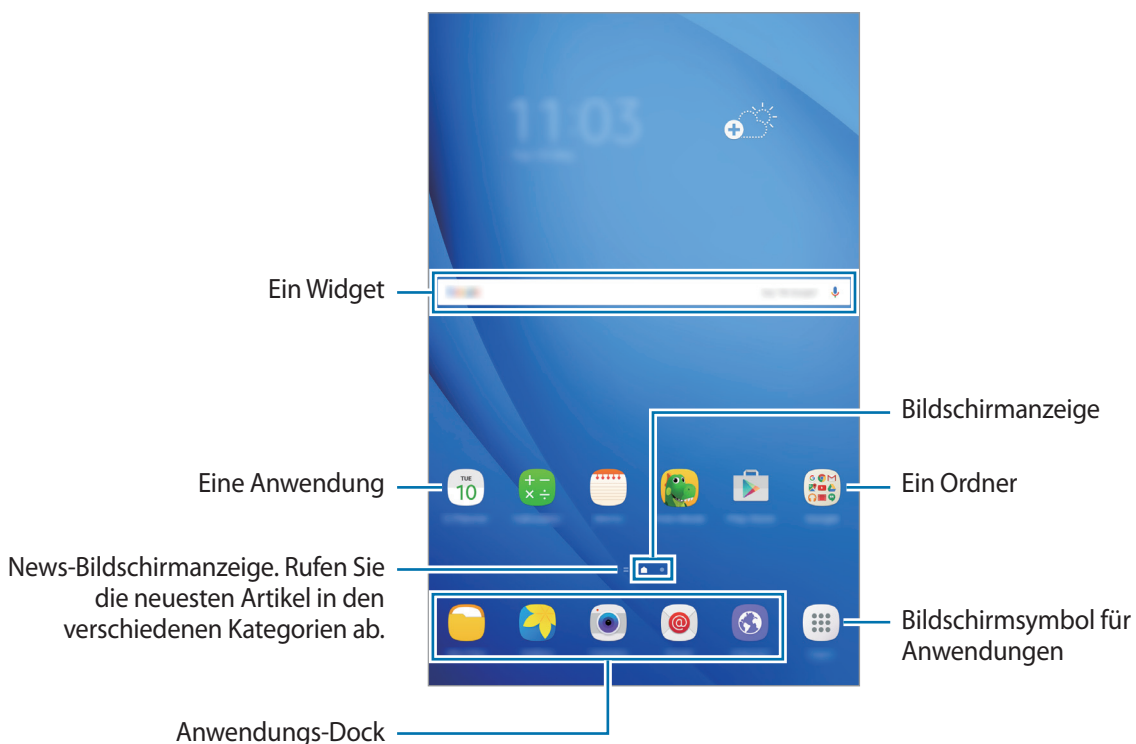 11:03
Ein Widget
Bildschirmanzeige
Eine Anwendung
TUE
10
Ein Ordner
News-Bildschirmanzeige. Rufen Sie
die neuesten Artikel in den
verschiedenen Kategorien ab.
Bildschirmsymbol für
Anwendungen
Anwendungs-Dock